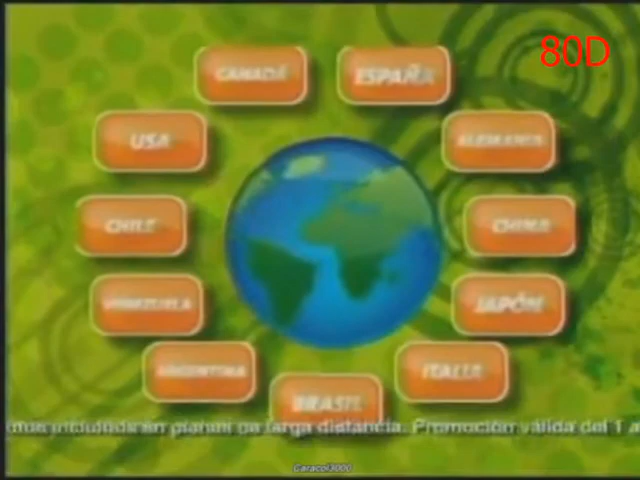 80D
CANADÁ
ESPAÑA
USA
ALEMANIA
CHILE
CHINA
VENEZUELA
JAPÓN
ARGENTINA
ITALIA
BRASIL
larga distancia. Promoción válida del 1 a
Caracol3000